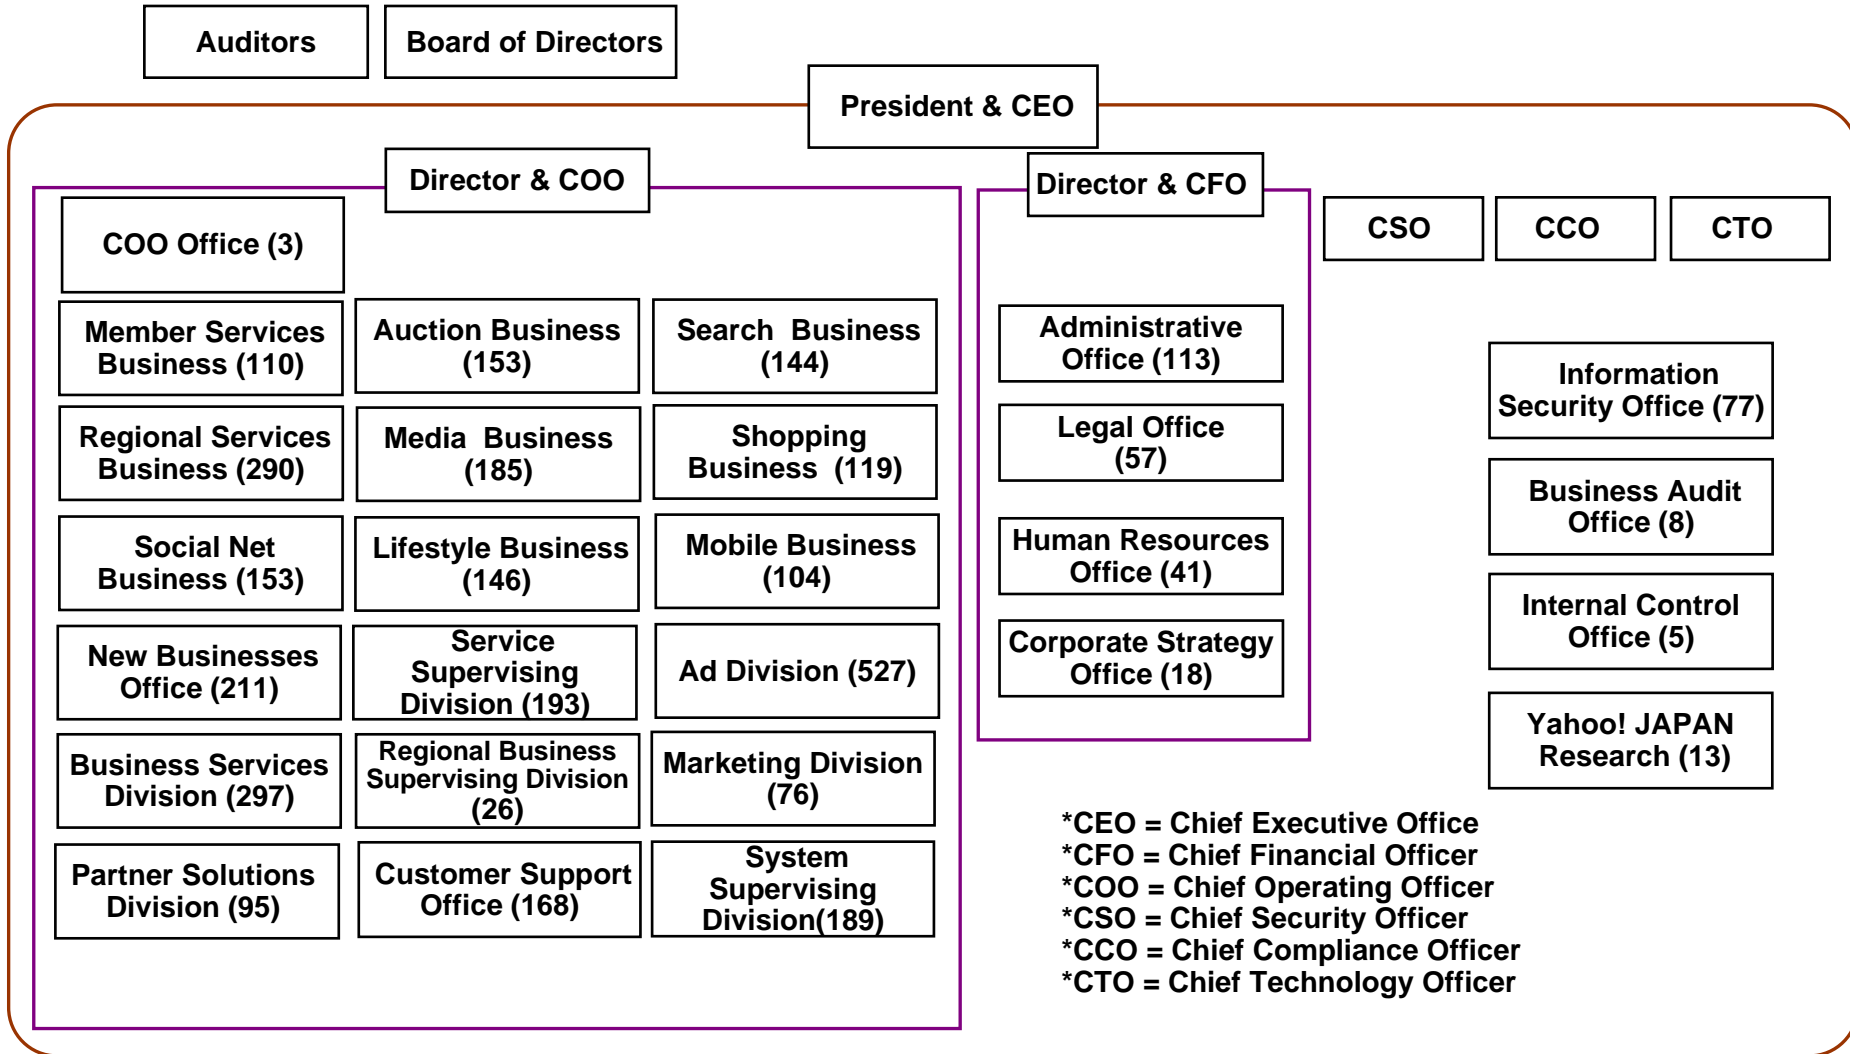 Auditors
Board of Directors
President & CEO
Director & COO
Director & CFO
CSO
CCO
CTO
COO Office (3)
Member Services
Business (110)
Auction Business
(153)
Search Business
(144)
Regional Services
Business (290)
Media Business
(185)
Shopping
Business (119)
Social Net
Business (153)
Lifestyle Business
(146)
Mobile Business
(104)
New Businesses
Office (211)
Service
Supervising
Division (193)
Ad Division (527)
Business Services
Division (297)
Regional Business
Supervising Division
(26)
Marketing Division
(76)
Partner Solutions
Division (95)
Customer Support
Office (168)
System
Supervising
Division(189)
Administrative
Office (113)
Legal Office
(57)
Human Resources
Office (41)
Corporate Strategy
Office (18)
Information
Security Office (77)
Business Audit
Office (8)
Internal Control
Office (5)
Yahoo! JAPAN
Research (13)
*CEO = Chief Executive Office
*CFO = Chief Financial Officer
*COO = Chief Operating Officer
*CSO = Chief Security Officer
*CCO = Chief Compliance Officer
*CTO = Chief Technology Officer